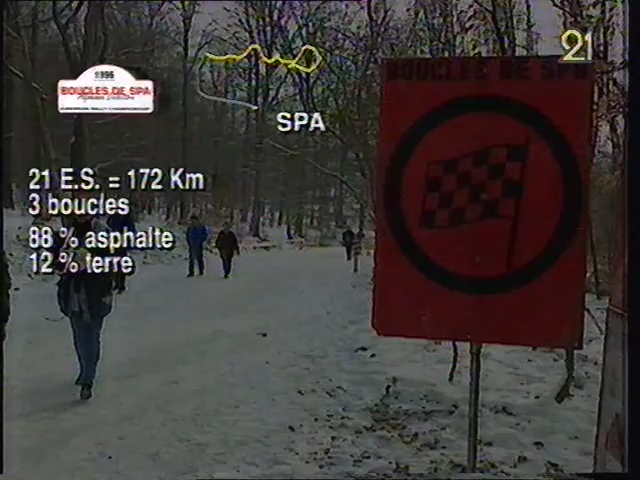 21
BOUCLES DE SPA
1996
BOUCLES DE SPA
SPA
21 E.S. = 172 Km
3 boucles
88 % asphalte
12 % terre